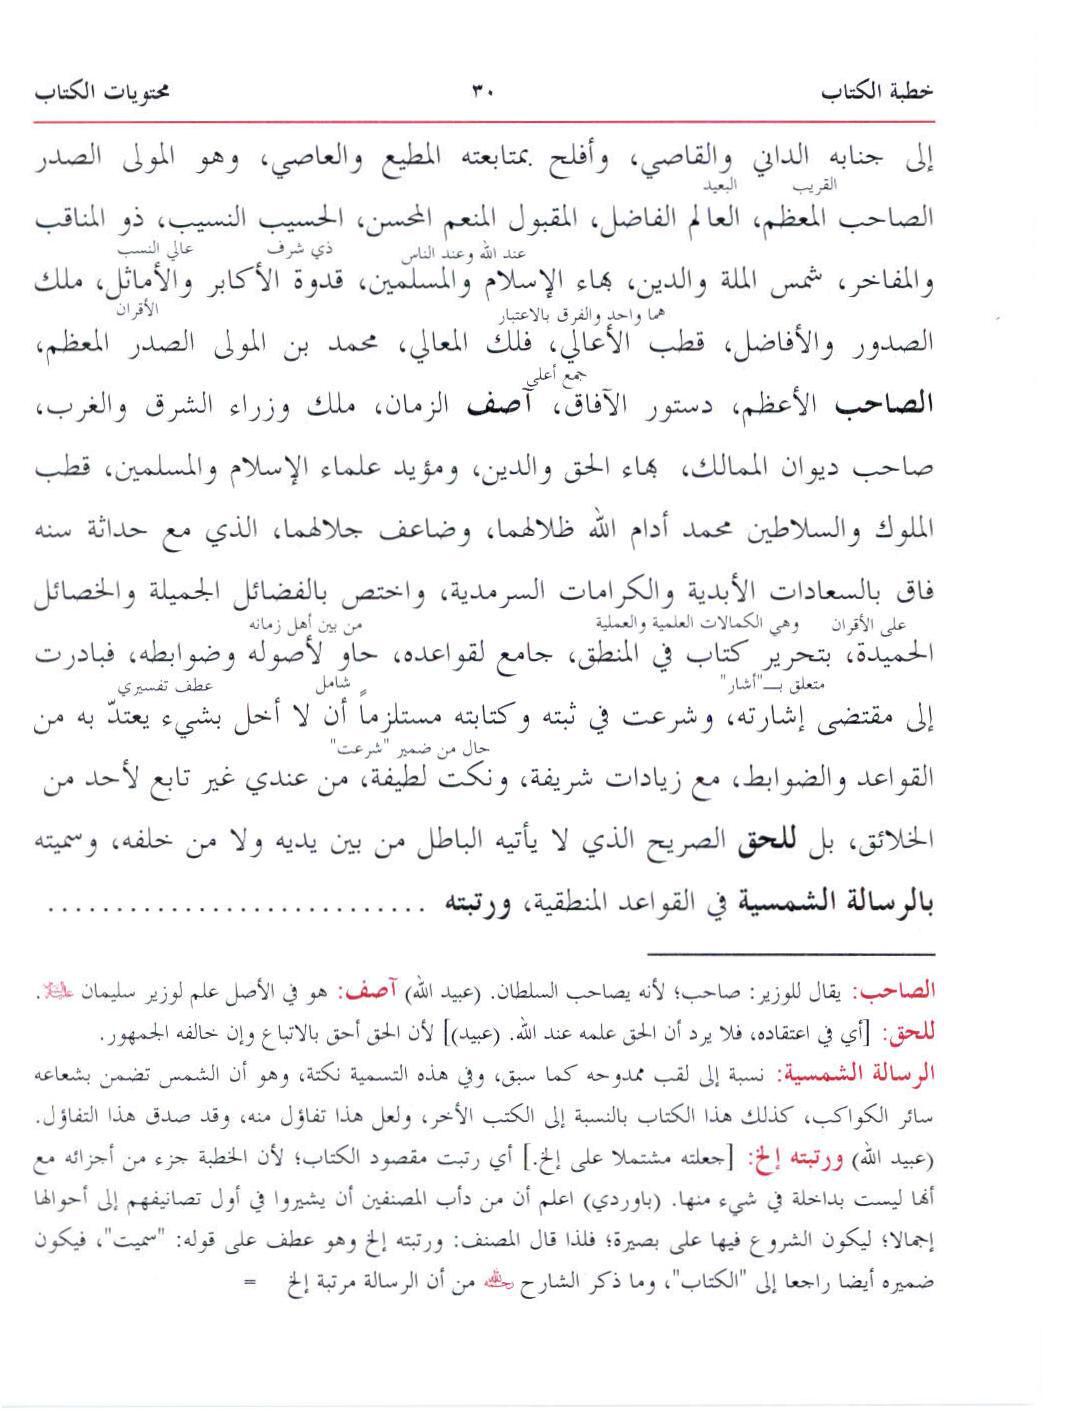 خطبة الكتاب ٣٠ محتويات الكتاب
إلى جنابه الداني والقاصي، وأفلح بمتابعته المطيع والعاصي، وهو المولى الصدر
القريب البعيد
الصاحب المعظم، العالم الفاضل، المقبول المنعم المحسن، الحسيب النسيب، ذو المناقب
عند الله وعند الناس ذي شرف عالي النسب
والمفاخر، شمس الملة والدين، بهاء الإسلام والمسلمين، قدوة الأكابر والأماثل، ملك
هما واحد والفرق بالاعتبار الأقران
الصدور والأفاضل، قطب الأعالي، فلك المعالي، محمد بن المولى الصدر المعظم،
جمع أعلى
الصاحب الأعظم، دستور الآفاق، آصف الزمان، ملك وزراء الشرق والغرب،
صاحب ديوان الممالك، بهاء الحق والدين، ومؤيد علماء الإسلام والمسلمين، قطب
الملوك والسلاطين محمد أدام الله ظلالهما، وضاعف جلالهما، الذي مع حداثة سنه
فاق بالسعادات الأبدية والكرامات السرمدية، واختص بالفضائل الجميلة والخصائل
على الأقران وهي الكمالات العلمية والعملية من بين أهل زمانه
الحميدة، بتحرير كتاب في المنطق، جامع لقواعده، حاو لأصوله وضوابطه، فبادرت
متعلق بـ"أشار" شامل عطف تفسيري
إلى مقتضى إشارته، وشرعت في ثبته وكتابته مستلزماً أن لا أخل بشيء يعتدّ به من
حال من ضمير "شرعت"
القواعد والضوابط، مع زيادات شريفة، ونكت لطيفة، من عندي غير تابع لأحد من
الخلائق، بل للحق الصريح الذي لا يأتيه الباطل من بين يديه ولا من خلفه، وسميته
بالرسالة الشمسية في القواعد المنطقية، ورتبته ............................
الصاحب: يقال للوزير: صاحب؛ لأنه يصاحب السلطان. (عبيد الله) آصف: هو في الأصل علم لوزير سليمان عليه السلام.
للحق: [أي في اعتقاده، فلا يرد أن الحق علمه عند الله. (عبيد)] لأن الحق أحق بالاتباع وإن خالفه الجمهور.
الرسالة الشمسية: نسبة إلى لقب ممدوحه كما سبق، وفي هذه التسمية نكتة، وهو أن الشمس تضمن بشعاعه
سائر الكواكب، كذلك هذا الكتاب بالنسبة إلى الكتب الأخر، ولعل هذا تفاؤل منه، وقد صدق هذا التفاؤل.
(عبيد الله) ورتبته إلخ: [جعلته مشتملا على إلخ.] أي رتبت مقصود الكتاب؛ لأن الخطبة جزء من أجزائه مع
أنها ليست بداخلة في شيء منها. (باوردي) اعلم أن من دأب المصنفين أن يشيروا في أول تصانيفهم إلى أحوالها
إجمالا؛ ليكون الشروع فيها على بصيرة؛ فلذا قال المصنف: ورتبته إلخ وهو عطف على قوله: "سميت"، فيكون
ضميره أيضا راجعا إلى "الكتاب"، وما ذكر الشارح رحمه الله من أن الرسالة مرتبة إلخ =